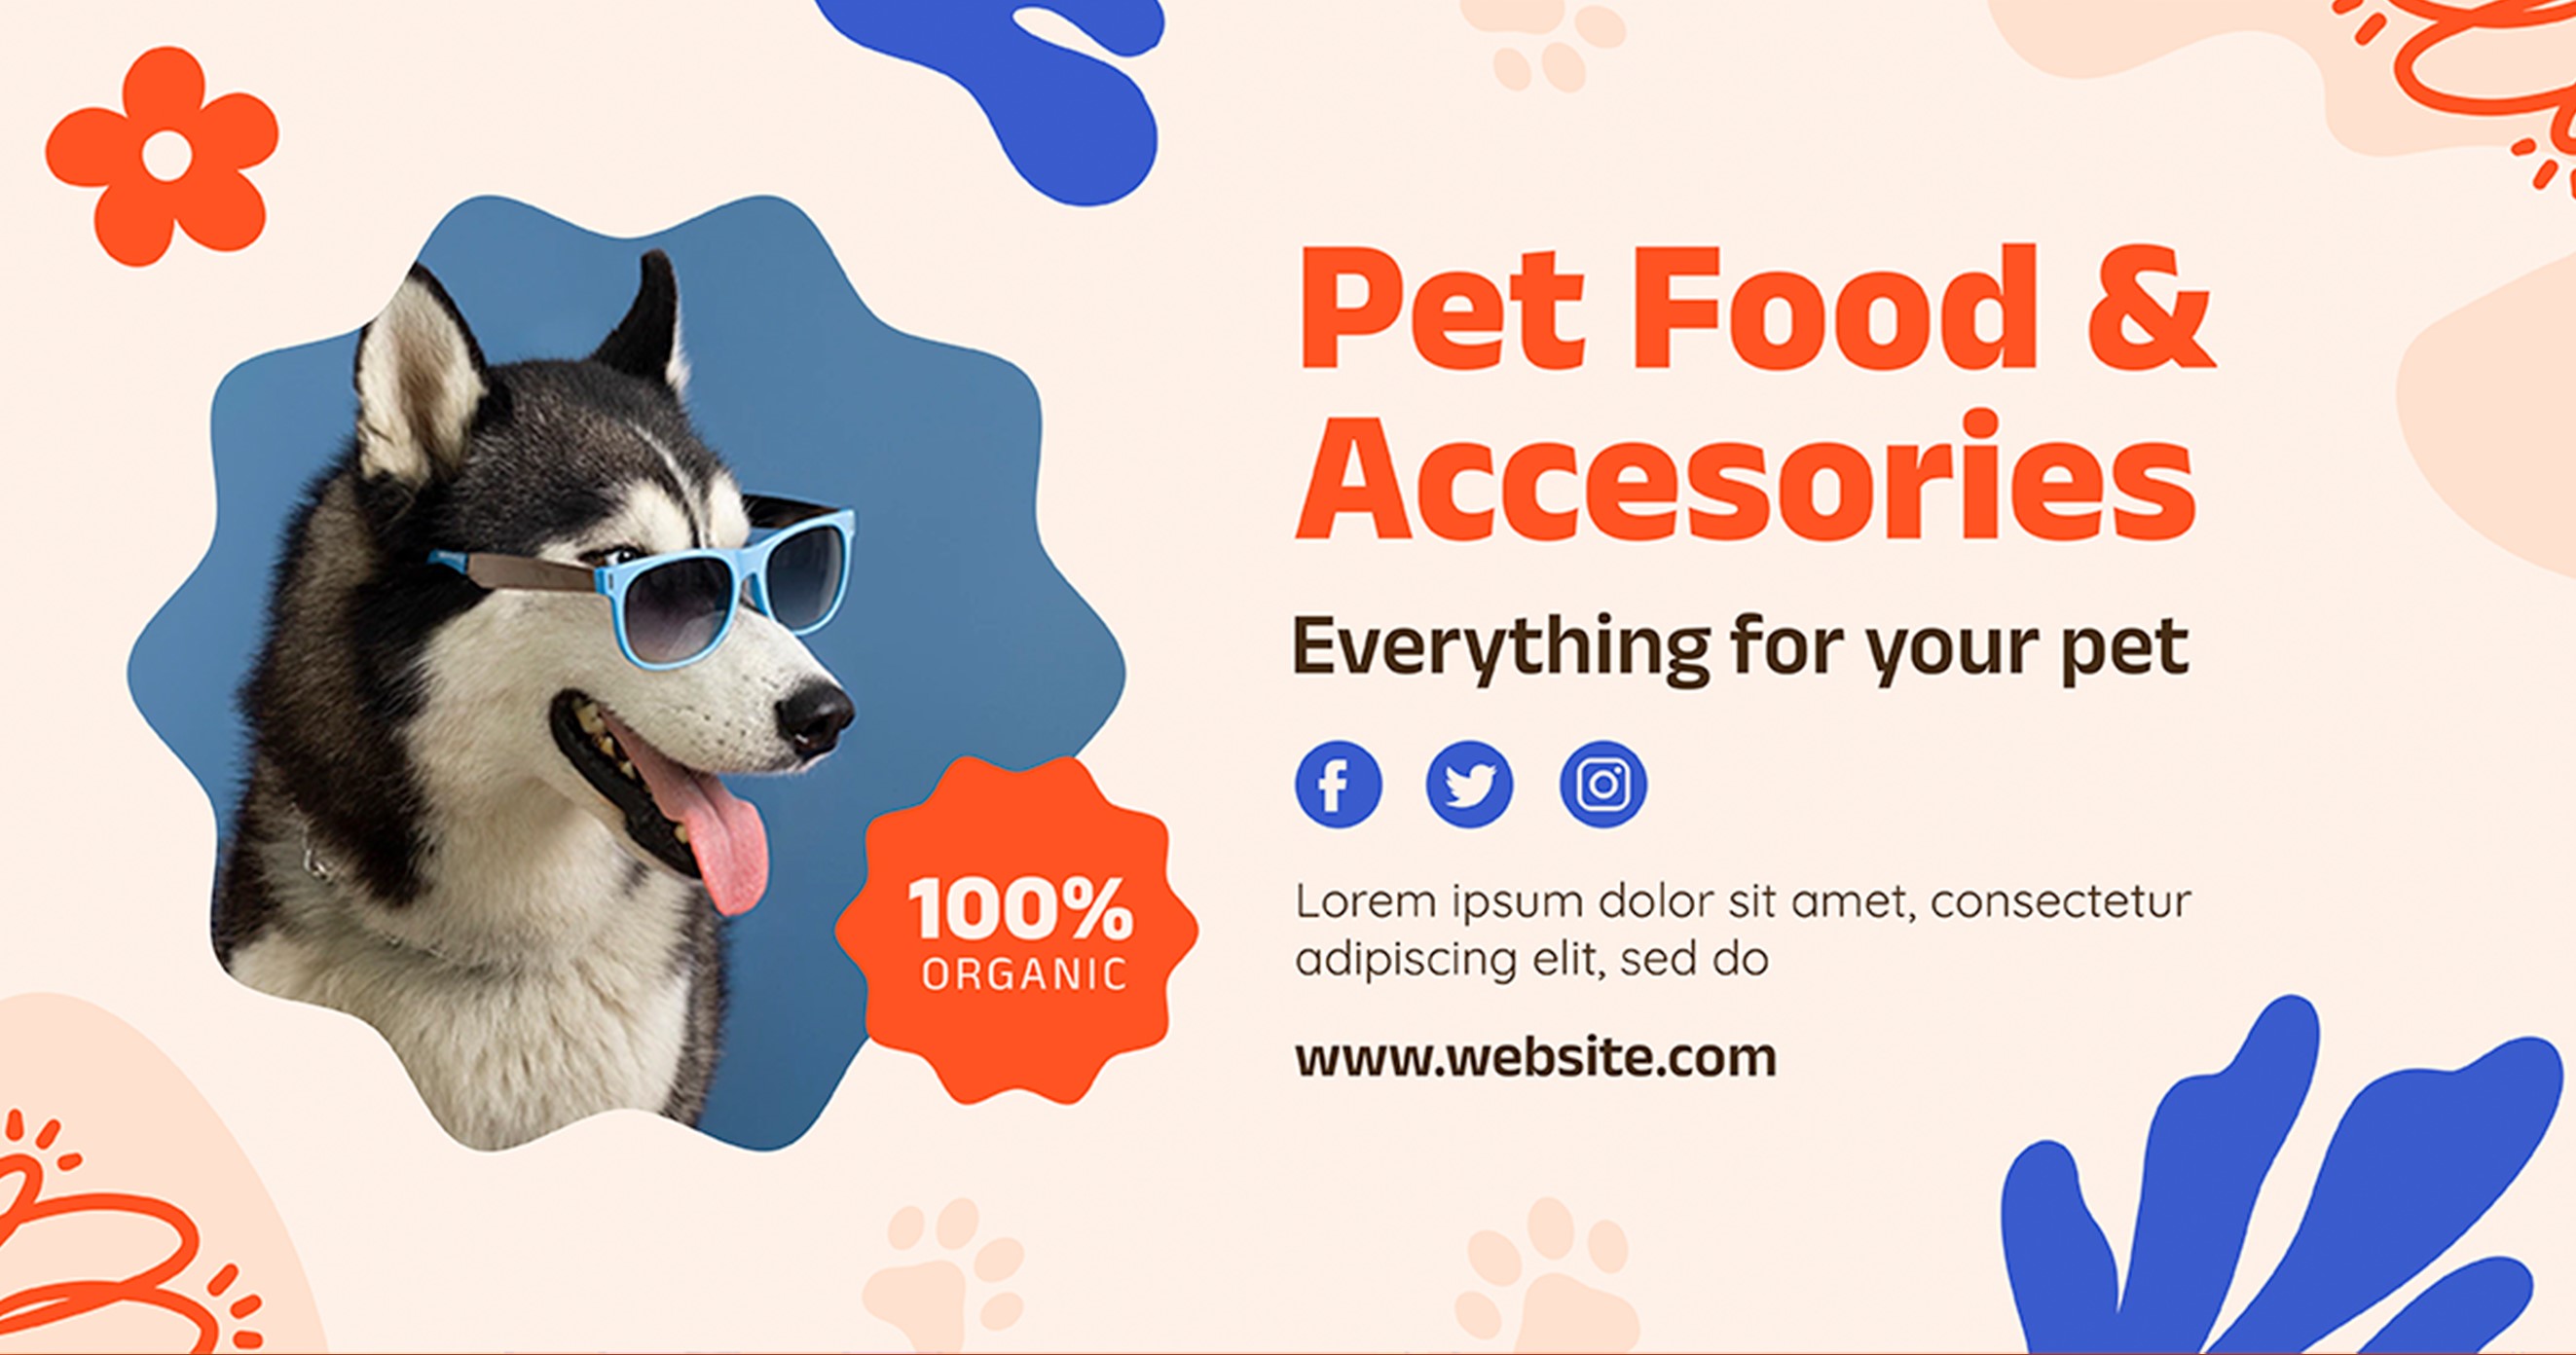 Pet Food &
Accesories
Everything for your pet
Lorem ipsum dolor sit amet, consectetur
adipiscing elit, sed do
www.website.com
100%
ORGANIC